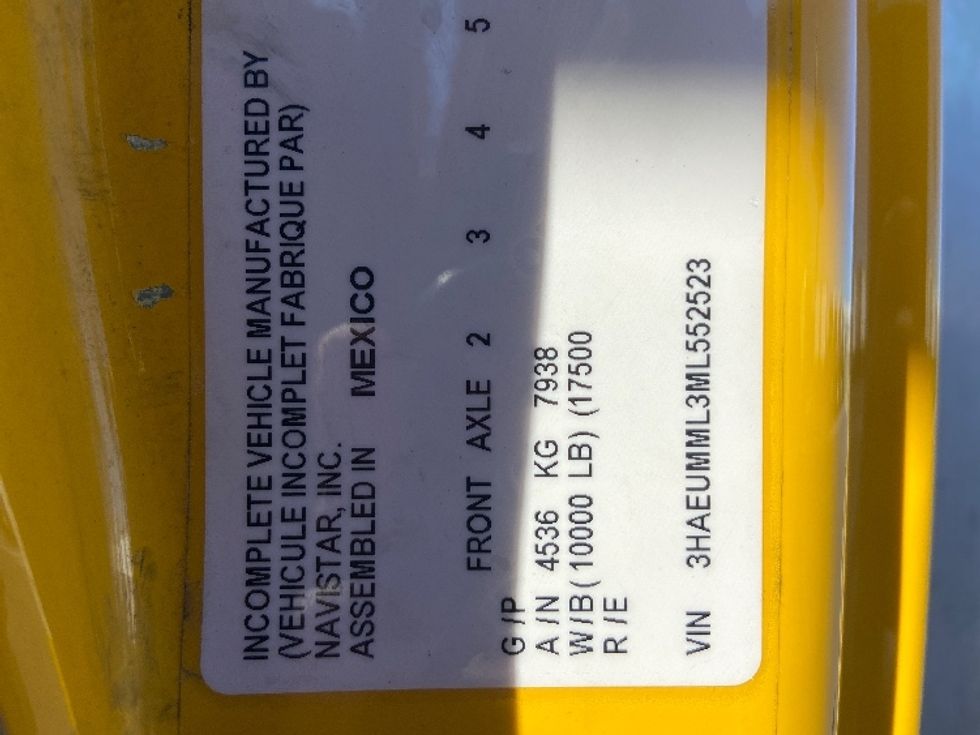 INCOMPLETE VEHICLE MANUFACTURED BY
(VEHICULE INCOMPLET FABRIQUE PAR)
NAVISTAR, INC.
ASSEMBLED IN MEXICO
FRONT AXLE 2 3 4 5
G /P
A /N 4536 KG 7938
W/B( 10000 LB) (17500
R /E
VIN 3HAEUMML3ML552523